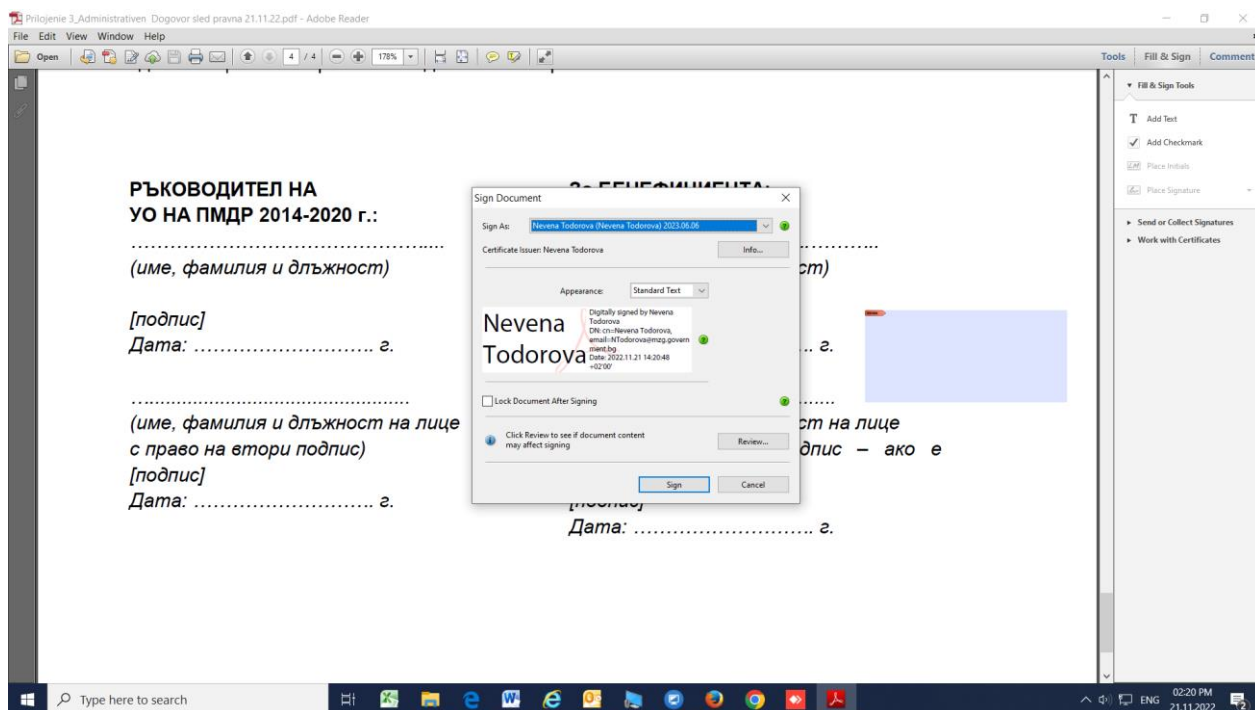 Prilojenie 3_Administrativen Dogovor sled pravna 21.11.22.pdf - Adobe Reader
File Edit View Window Help
Open 4 / 4 178% Tools Fill & Sign Comment
Fill & Sign Tools
T Add Text
Add Checkmark
Place Initials
Place Signature
Send or Collect Signatures
Work with Certificates
РЪКОВОДИТЕЛ НА
УО НА ПМДР 2014-2020 г.:
................................................
(име, фамилия и длъжност)
[подпис]
Дата: ............................ г.
................................................
(име, фамилия и длъжност на лице
с право на втори подпис)
[подпис]
Дата: ............................ г.
За БЕНЕФИЦИЕНТА:
ст)
.. г.
ст на лице
дпис – ако е
[подпис]
Дата: ............................ г.
Sign Document
Sign As: Nevena Todorova (Nevena Todorova) 2023.06.06
Certificate Issuer: Nevena Todorova Info...
Appearance: Standard Text
Nevena
Todorova
Digitally signed by Nevena
Todorova
DN: cn=Nevena Todorova,
email=NTodorova@mzg.govern
ment.bg
Date: 2022.11.21 14:20:48
+02'00'
Lock Document After Signing
Click Review to see if document content
may affect signing
Review...
Sign Cancel
Type here to search
ENG
02:20 PM
21.11.2022